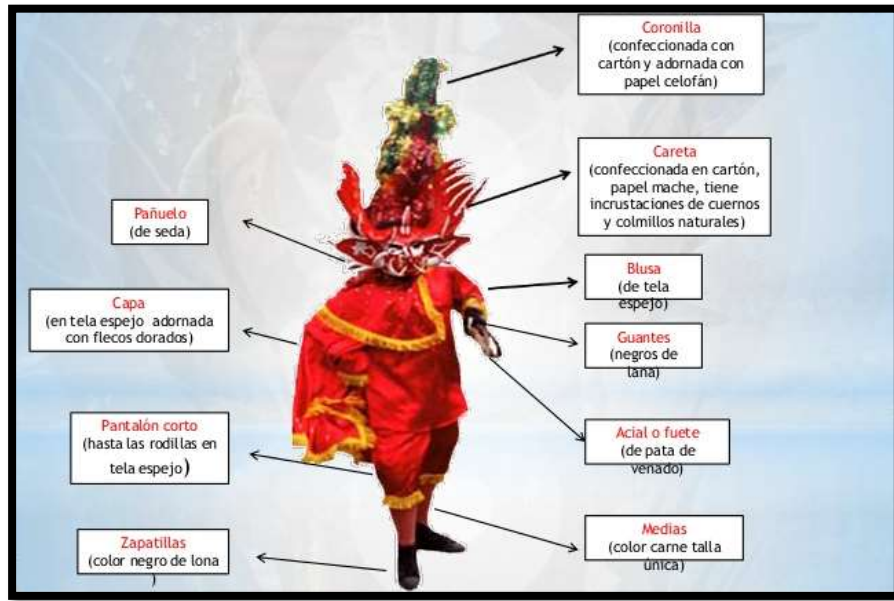 Coronilla
(confeccionada con
cartón y adornada con
papel celofán)
Careta
(confeccionada en cartón,
papel mache, tiene
incrustaciones de cuernos
y colmillos naturales)
Pañuelo
(de seda)
Blusa
(de tela
espejo)
Capa
(en tela espejo adornada
con flecos dorados)
Guantes
(negros de
lana)
Pantalón corto
(hasta las rodillas en
tela espejo)
Acial o fuete
(de pata de
venado)
Medias
(color carne talla
única)
Zapatillas
(color negro de lona
)